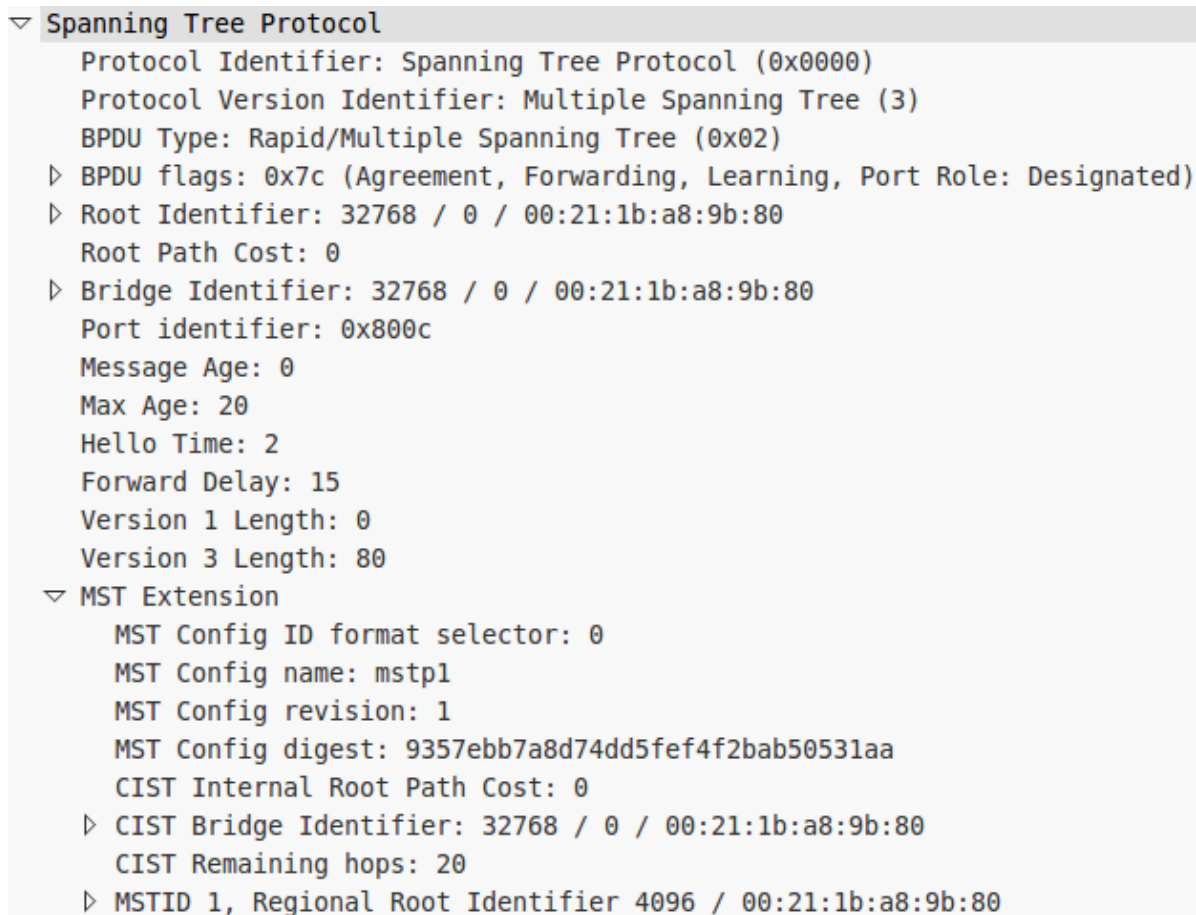 Spanning Tree Protocol
Protocol Identifier: Spanning Tree Protocol (0x0000)
Protocol Version Identifier: Multiple Spanning Tree (3)
BPDU Type: Rapid/Multiple Spanning Tree (0x02)
BPDU flags: 0x7c (Agreement, Forwarding, Learning, Port Role: Designated)
Root Identifier: 32768 / 0 / 00:21:1b:a8:9b:80
Root Path Cost: 0
Bridge Identifier: 32768 / 0 / 00:21:1b:a8:9b:80
Port identifier: 0x800c
Message Age: 0
Max Age: 20
Hello Time: 2
Forward Delay: 15
Version 1 Length: 0
Version 3 Length: 80
MST Extension
MST Config ID format selector: 0
MST Config name: mstp1
MST Config revision: 1
MST Config digest: 9357ebb7a8d74dd5fef4f2bab50531aa
CIST Internal Root Path Cost: 0
CIST Bridge Identifier: 32768 / 0 / 00:21:1b:a8:9b:80
CIST Remaining hops: 20
MSTID 1, Regional Root Identifier 4096 / 00:21:1b:a8:9b:80